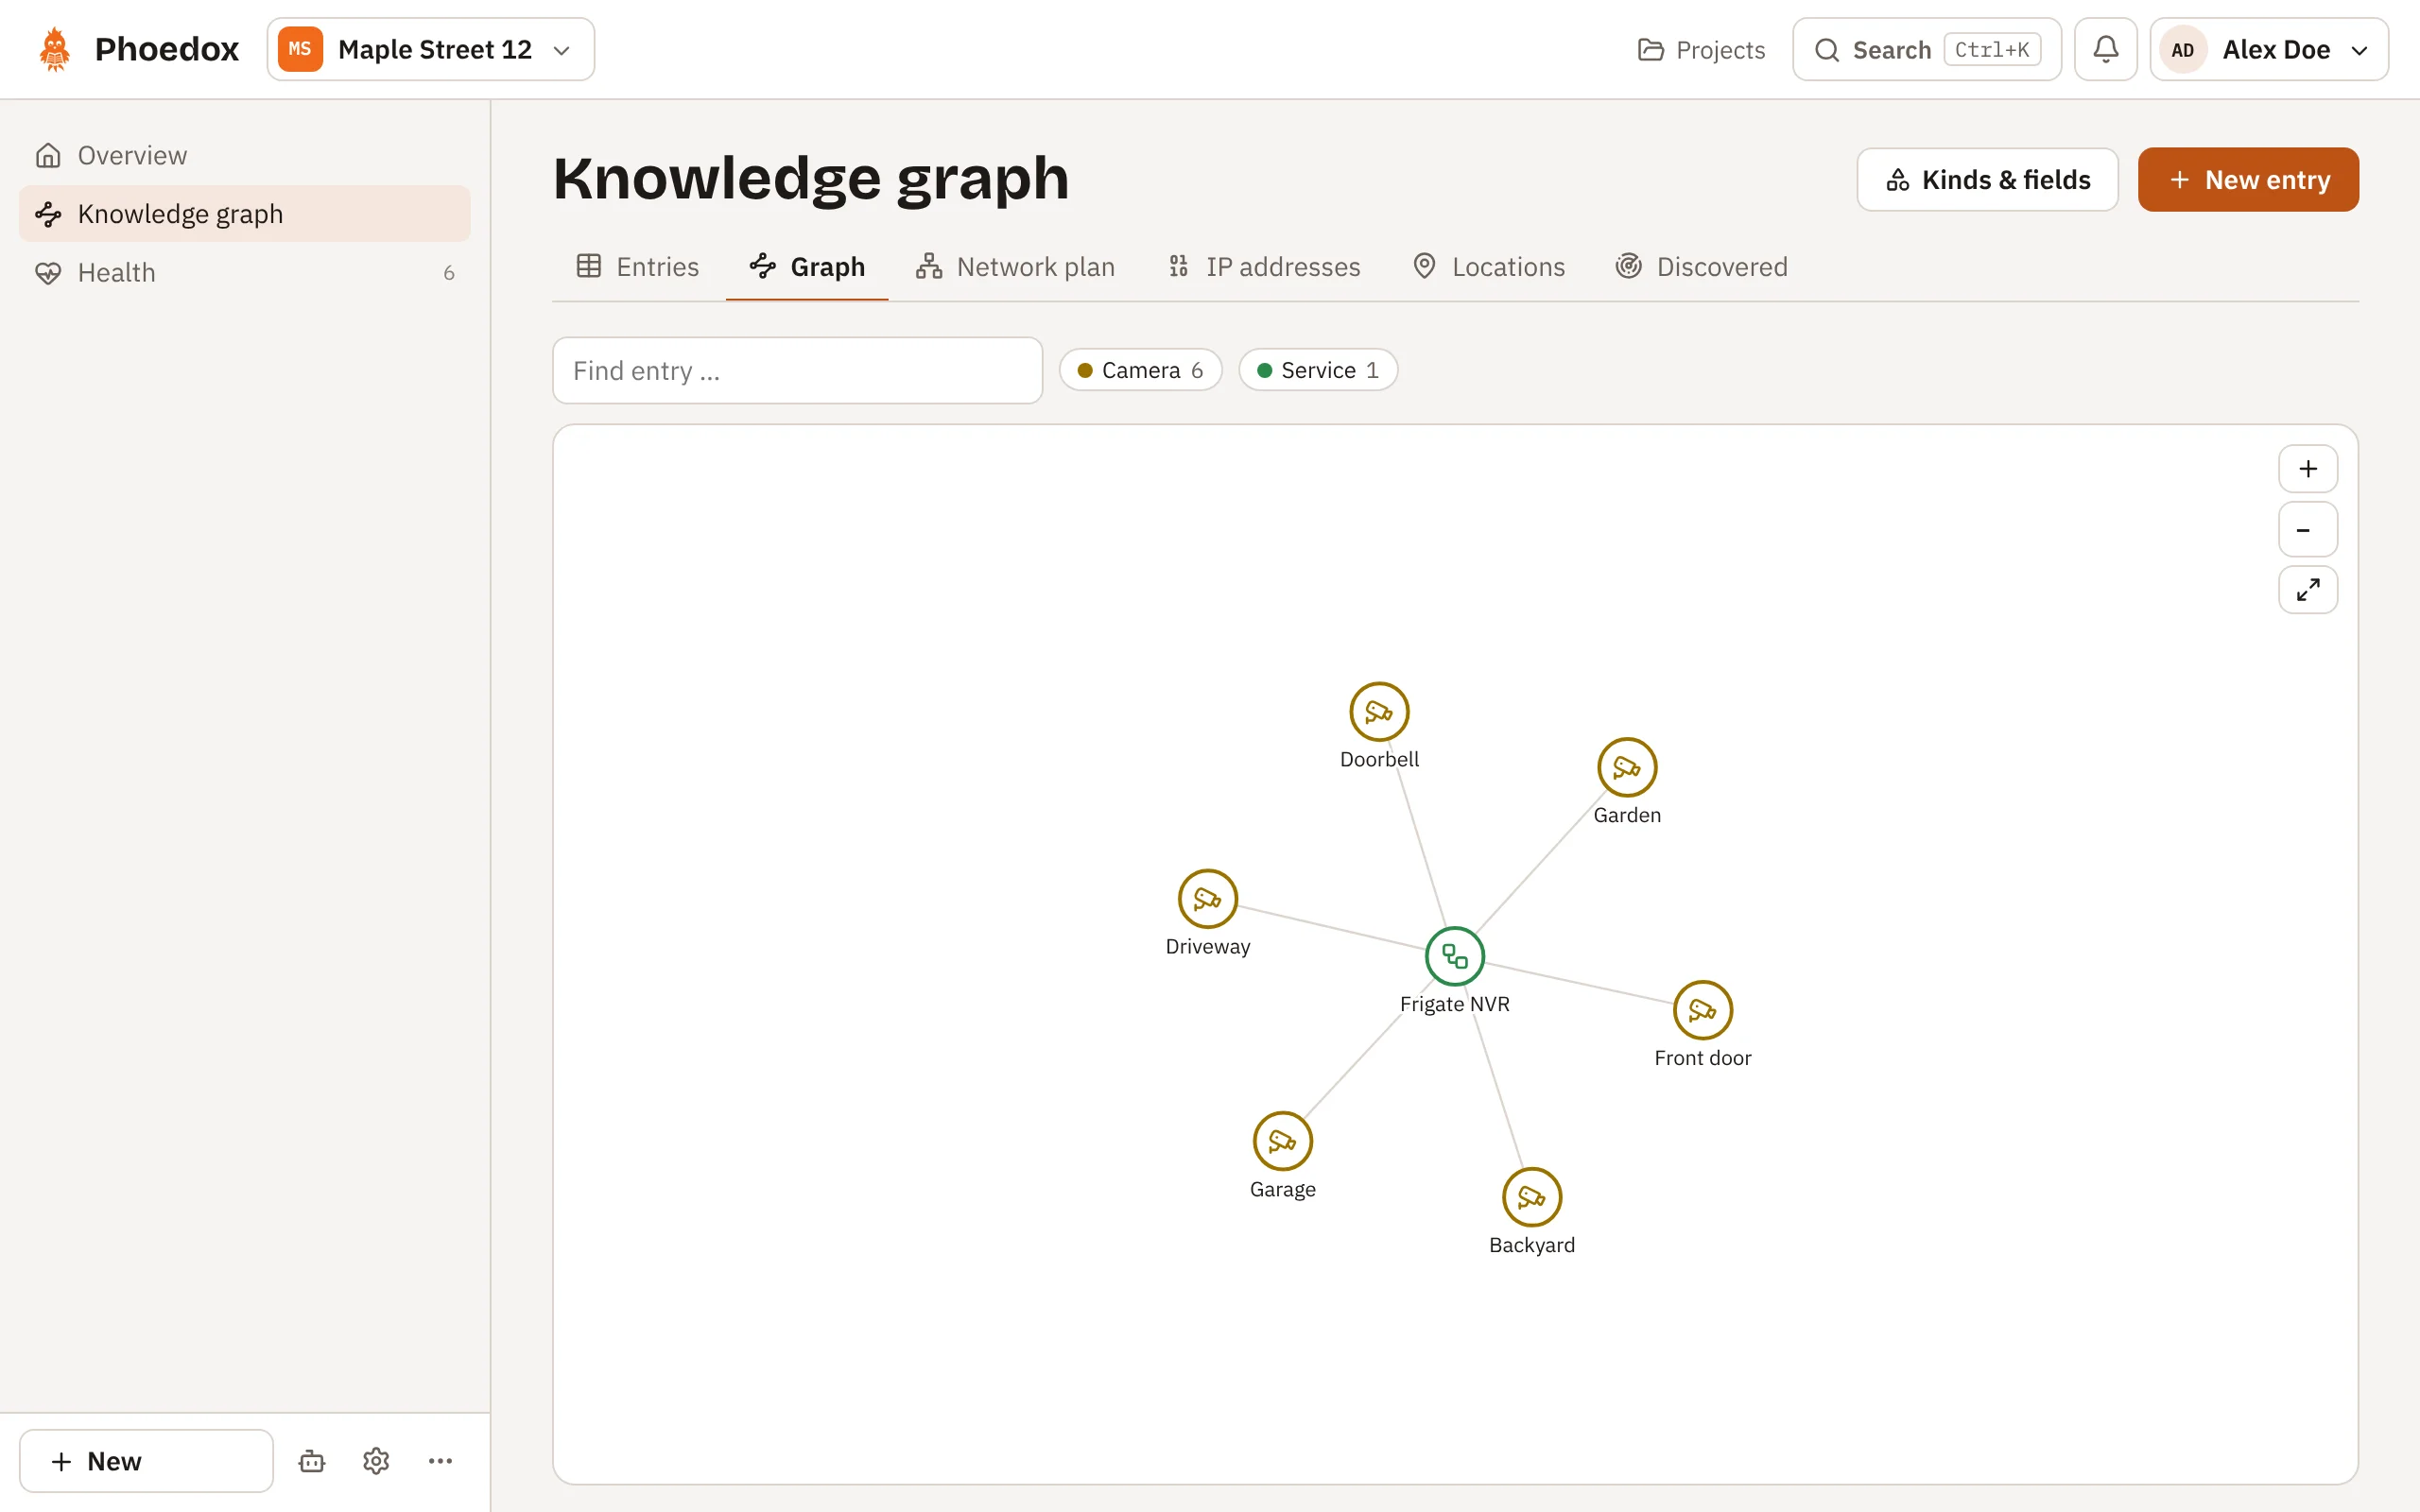 Phoedox
MS Maple Street 12
Projects
Search Ctrl+K
AD Alex Doe
Overview
Knowledge graph
Health 6
Knowledge graph
Kinds & fields
+ New entry
Entries
Graph
Network plan
IP addresses
Locations
Discovered
Find entry ...
Camera 6
Service 1
Doorbell
Garden
Driveway
Frigate NVR
Front door
Garage
Backyard
+ New